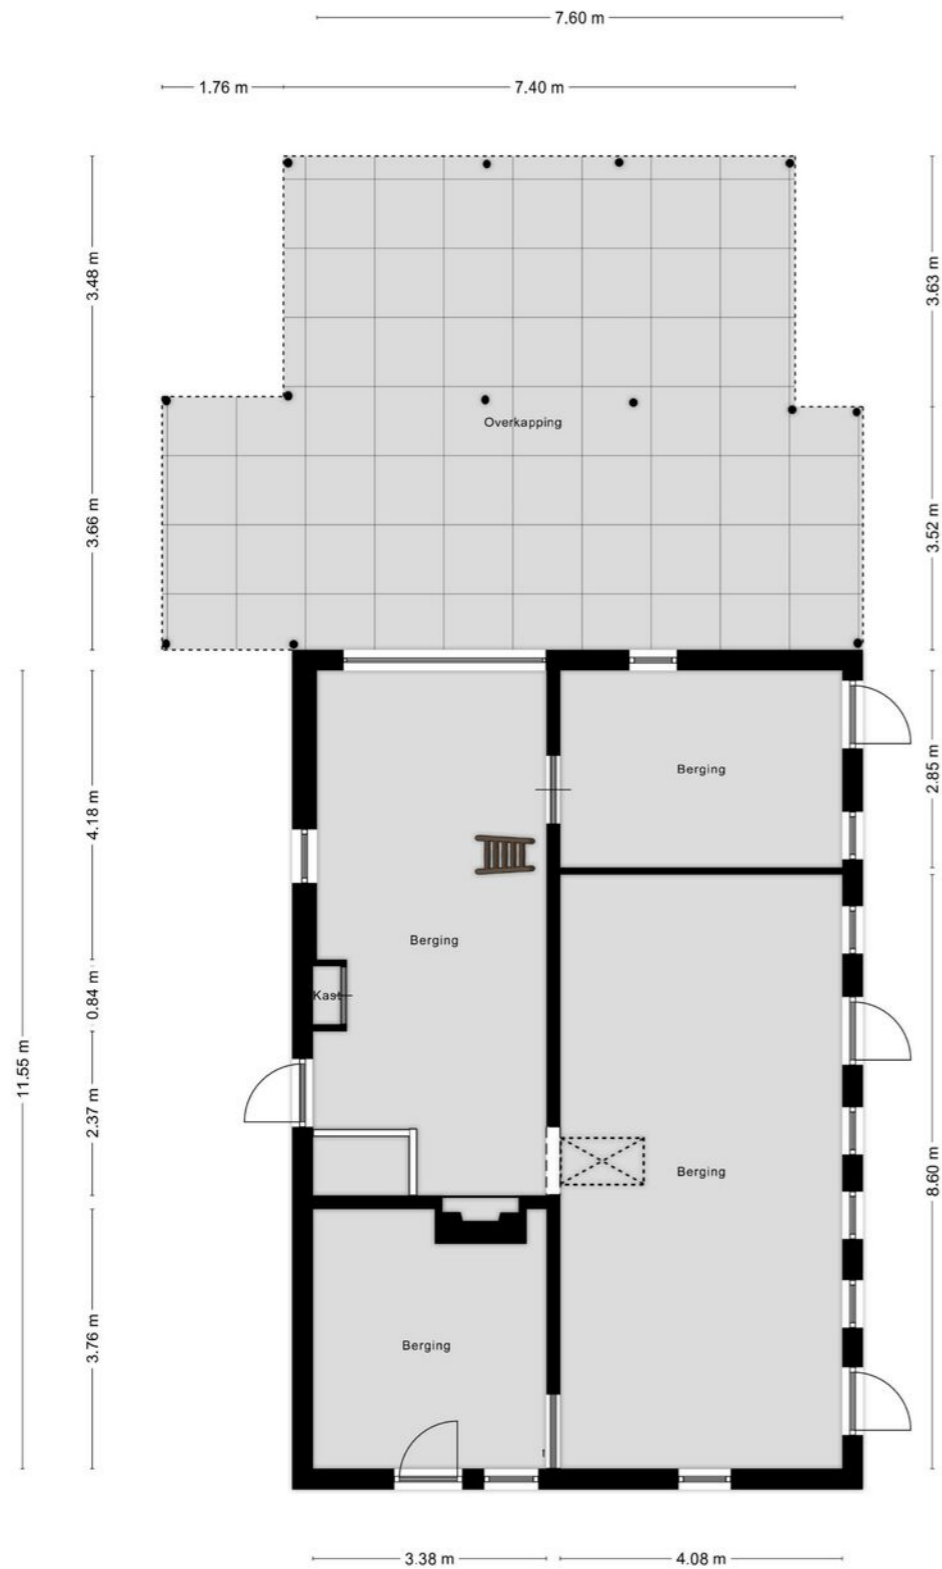 7.60 m
1.76 m
7.40 m
3.48 m
3.63 m
Overkapping
3.66 m
3.52 m
Berging
2.85 m
4.18 m
Berging
Kast
0.84 m
11.55 m
2.37 m
Berging
8.60 m
3.76 m
Berging
3.38 m
4.08 m